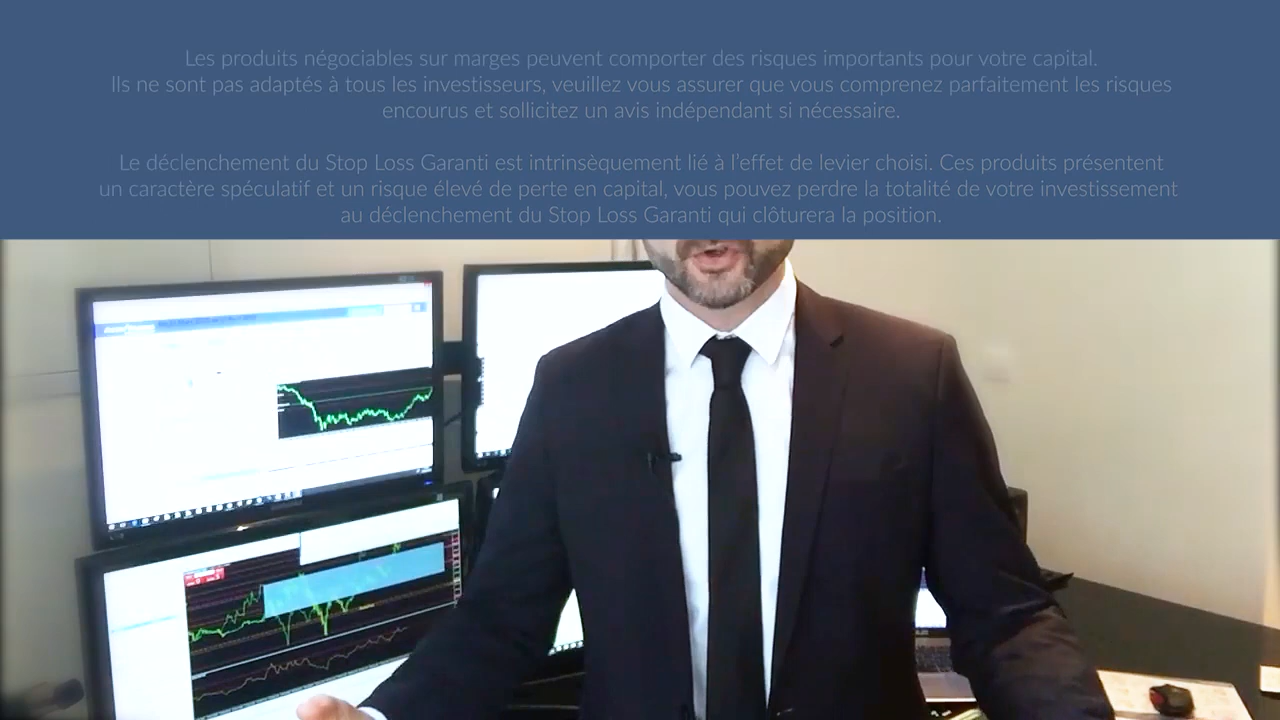 Les produits négociables sur marges peuvent comporter des risques importants pour votre capital.
Ils ne sont pas adaptés à tous les investisseurs, veuillez vous assurer que vous comprenez parfaitement les risques
encourus et sollicitez un avis indépendant si nécessaire.
Le déclenchement du Stop Loss Garanti est intrinsèquement lié à l'effet de levier choisi. Ces produits présentent
un caractère spéculatif et un risque élevé de perte en capital, vous pouvez perdre la totalité de votre investissement
au déclenchement du Stop Loss Garanti qui clôturera la position.